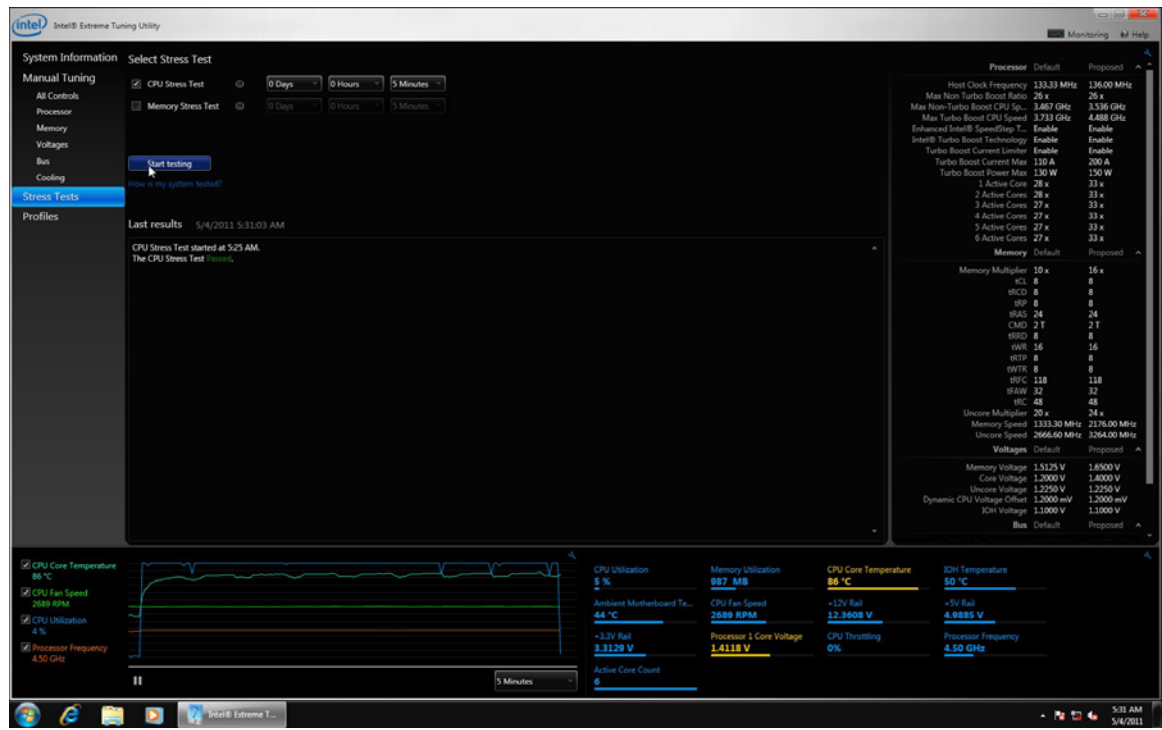 intel Intel® Extreme Tuning Utility
Monitoring Help
System Information
Manual Tuning
All Controls
Processor
Memory
Voltages
Bus
Cooling
Stress Tests
Profiles
Select Stress Test
CPU Stress Test 0 Days 0 Hours 5 Minutes
Memory Stress Test 0 Days 0 Hours 5 Minutes
Start testing
How is my system tested?
Last results 5/4/2011 5:31:03 AM
CPU Stress Test started at 5:25 AM.
The CPU Stress Test Passed.
Processor Default Proposed
Host Clock Frequency 133.33 MHz 136.00 MHz
Max Non Turbo Boost Ratio 26 x 26 x
Max Non-Turbo Boost CPU Sp... 3.467 GHz 3.536 GHz
Max Turbo Boost CPU Speed 3.733 GHz 4.488 GHz
Enhanced Intel® SpeedStep T... Enable Enable
Intel® Turbo Boost Technology Enable Enable
Turbo Boost Current Limiter Enable Enable
Turbo Boost Current Max 110 A 200 A
Turbo Boost Power Max 130 W 150 W
1 Active Core 28 x 33 x
2 Active Cores 28 x 33 x
3 Active Cores 27 x 33 x
4 Active Cores 27 x 33 x
5 Active Cores 27 x 33 x
6 Active Cores 27 x 33 x
Memory Default Proposed
Memory Multiplier 10 x 16 x
tCL 8 8
tRCD 8 8
tRP 8 8
tRAS 24 24
CMD 2 T 2 T
tRRD 8 8
tWR 16 16
tRTP 8 8
tWTR 8 8
tRFC 118 118
tFAW 32 32
tRC 48 48
Uncore Multiplier 20 x 24 x
Memory Speed 1333.30 MHz 2176.00 MHz
Uncore Speed 2666.60 MHz 3264.00 MHz
Voltages Default Proposed
Memory Voltage 1.5125 V 1.6500 V
Core Voltage 1.2000 V 1.4000 V
Uncore Voltage 1.2250 V 1.2250 V
Dynamic CPU Voltage Offset 1.2000 mV 1.2000 mV
IOH Voltage 1.1000 V 1.1000 V
Bus Default Proposed
CPU Core Temperature
86 °C
CPU Fan Speed
2689 RPM
CPU Utilization
4 %
Processor Frequency
4.50 GHz
5 Minutes
CPU Utilization Memory Utilization CPU Core Temperature IOH Temperature
5 % 987 MB 86 °C 50 °C
Ambient Motherboard Te... CPU Fan Speed +12V Rail +5V Rail
44 °C 2689 RPM 12.3608 V 4.9885 V
+3.3V Rail Processor 1 Core Voltage CPU Throttling Processor Frequency
3.3129 V 1.4118 V 0% 4.50 GHz
Active Core Count
6
Intel® Extreme T...
5:31 AM
5/4/2011